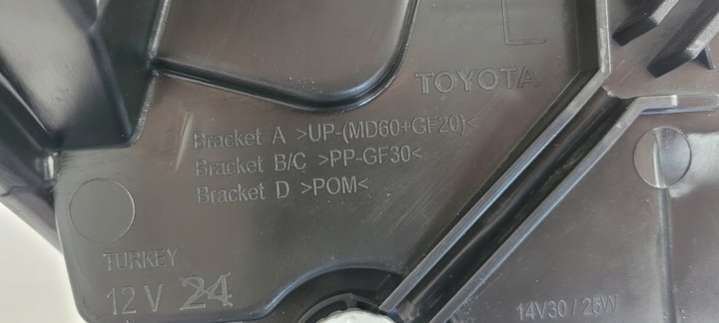 L
TOYOTA
Bracket A >UP-(MD60+GF20)<
Bracket B/C >PP-GF30<
Bracket D >POM<
TURKEY
12 V 24
14V30 / 25W